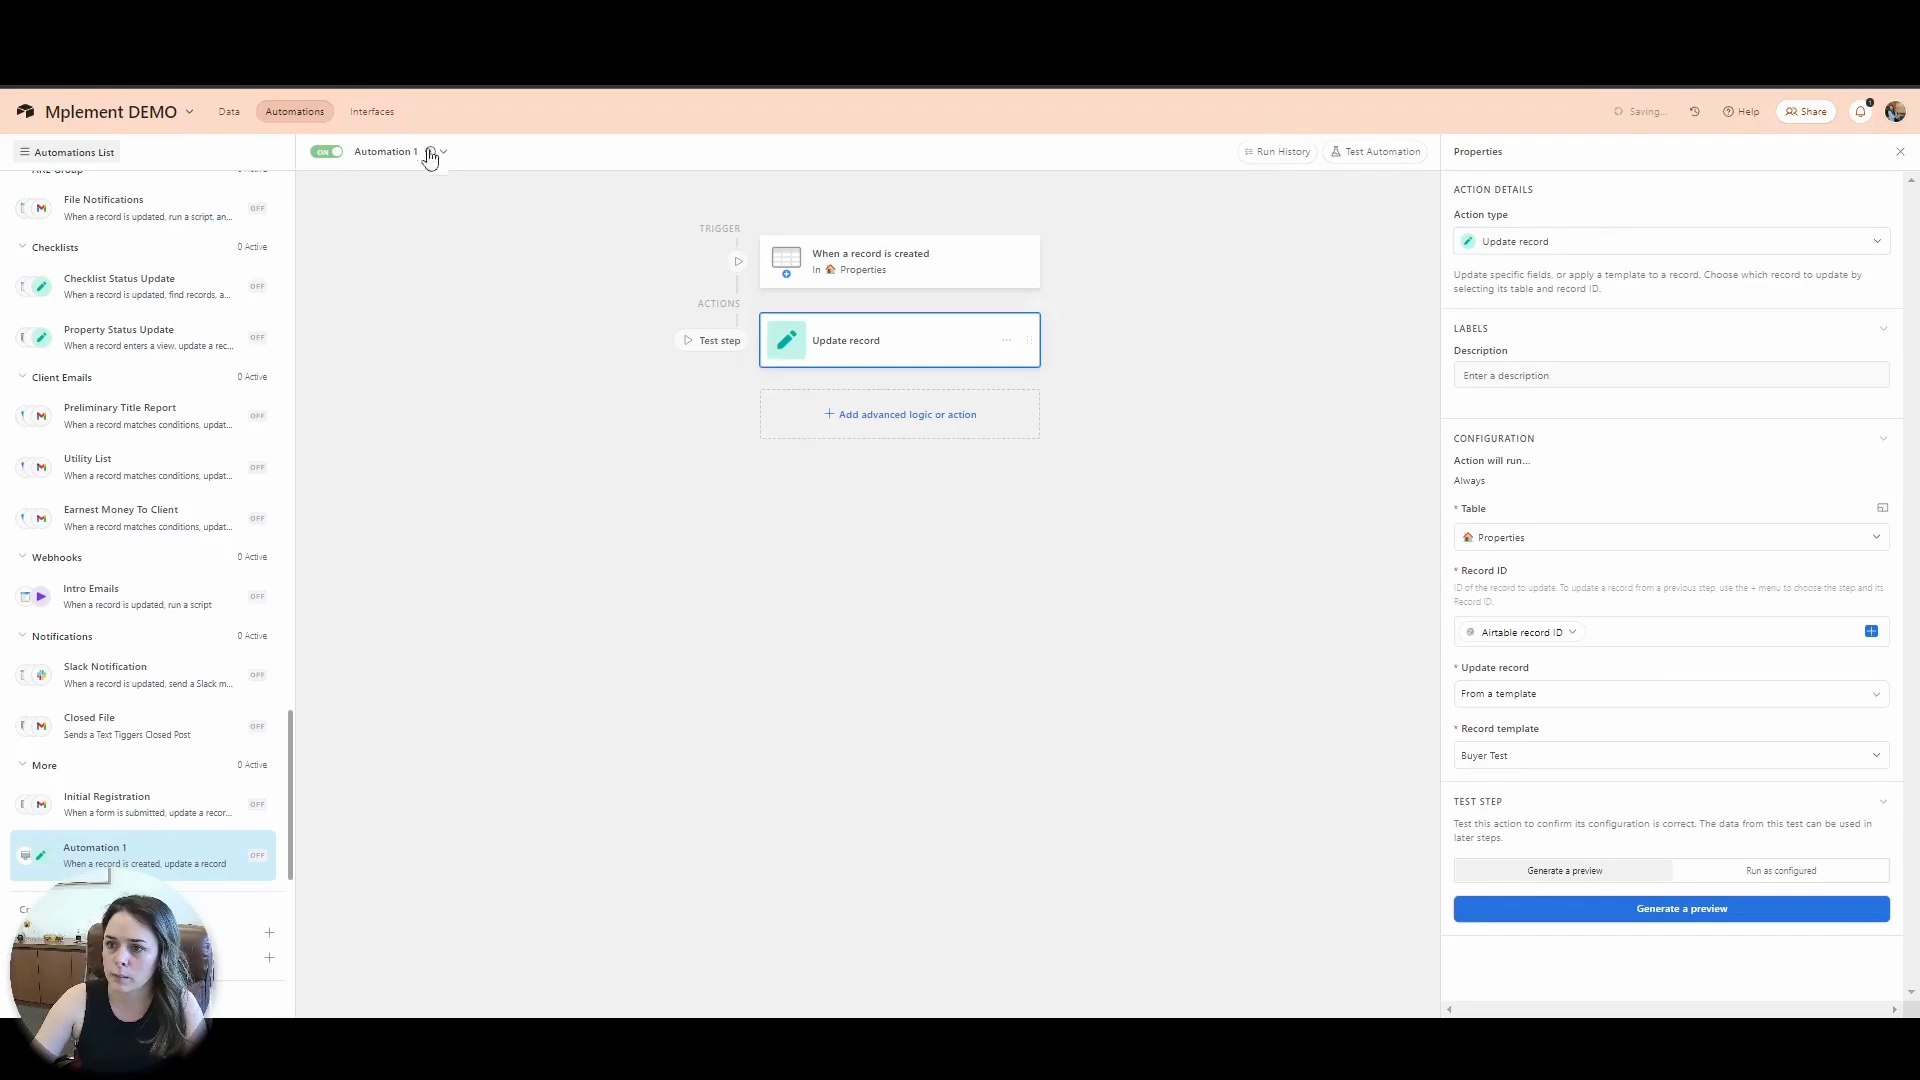 Mplement DEMO
Data
Automations
Interfaces
Saving...
Help
Share
1
Automations List
ON
Automation 1
Run History
Test Automation
Properties
0 Active
File Notifications
When a record is updated, run a script, an...
OFF
Checklists
0 Active
Checklist Status Update
When a record is updated, find records, a...
OFF
Property Status Update
When a record enters a view, update a rec...
OFF
Client Emails
0 Active
Preliminary Title Report
When a record matches conditions, updat...
OFF
Utility List
When a record matches conditions, updat...
OFF
Earnest Money To Client
When a record matches conditions, updat...
OFF
Webhooks
0 Active
Intro Emails
When a record is updated, run a script
OFF
Notifications
0 Active
Slack Notification
When a record is updated, send a Slack m...
OFF
Closed File
Sends a Text Tiggers Closed Post
OFF
More
0 Active
Initial Registration
When a form is submitted, update a recor...
OFF
Automation 1
When a record is created, update a record
OFF
TRIGGER
When a record is created
In Properties
ACTIONS
Test step
Update record
Add advanced logic or action
ACTION DETAILS
Action type
Update record
Update specific fields, or apply a template to a record. Choose which record to update by
selecting its table and record ID.
LABELS
Description
Enter a description
CONFIGURATION
Action will run...
Always
* Table
Properties
* Record ID
ID of the record to update. To update a record from a previous step, use the + menu to choose the step and its
Record ID.
Airtable record ID
* Update record
From a template
* Record template
Buyer Test
TEST STEP
Test this action to confirm its configuration is correct. The data from this test can be used in
later steps.
Generate a preview
Run as configured
Generate a preview